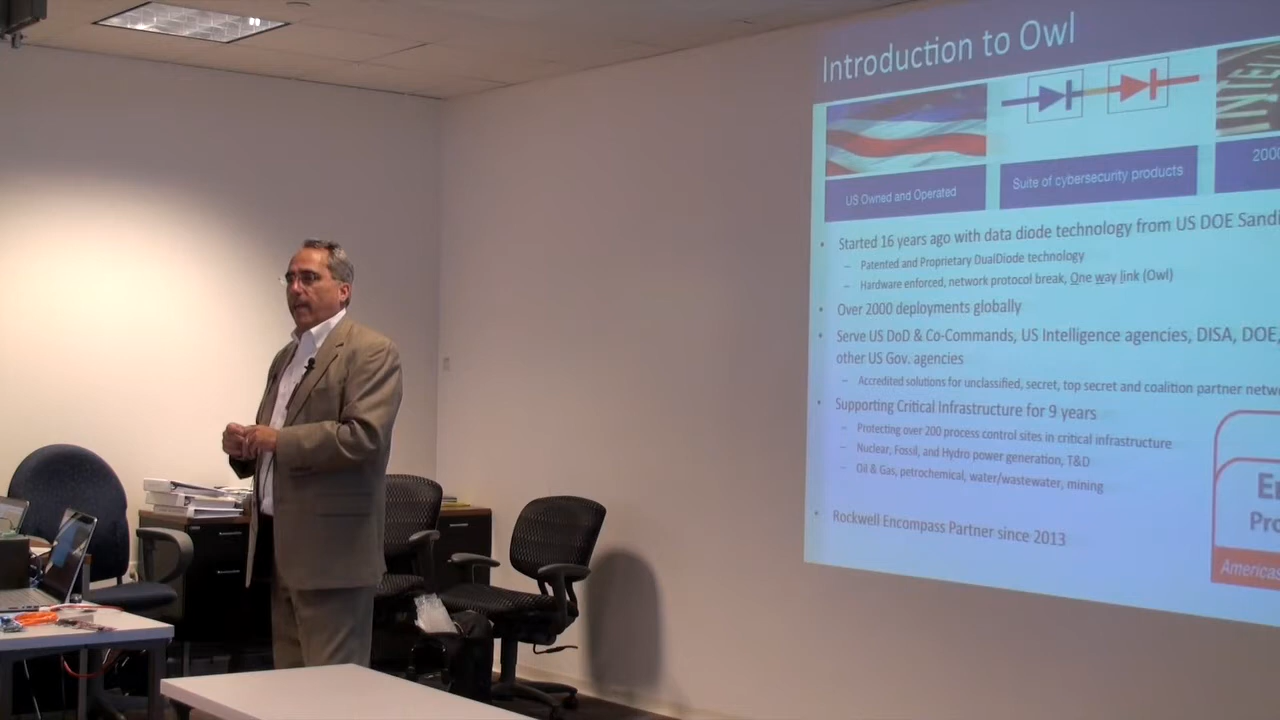 Introduction to Owl
INTEL
US Owned and Operated
Suite of cybersecurity products
200
• Started 16 years ago with data diode technology from US DOE Sandi
– Patented and Proprietary DualDiode technology
– Hardware enforced, network protocol break, One way link (Owl)
• Over 2000 deployments globally
• Serve US DoD & Co-Commands, US Intelligence agencies, DISA, DOE,
other US Gov. agencies
– Accredited solutions for unclassified, secret, top secret and coalition partner netw
• Supporting Critical Infrastructure for 9 years
– Protecting over 200 process control sites in critical infrastructure
– Nuclear, Fossil, and Hydro power generation, T&D
– Oil & Gas, petrochemical, water/wastewater, mining
• Rockwell Encompass Partner since 2013
En
Pro
Americas